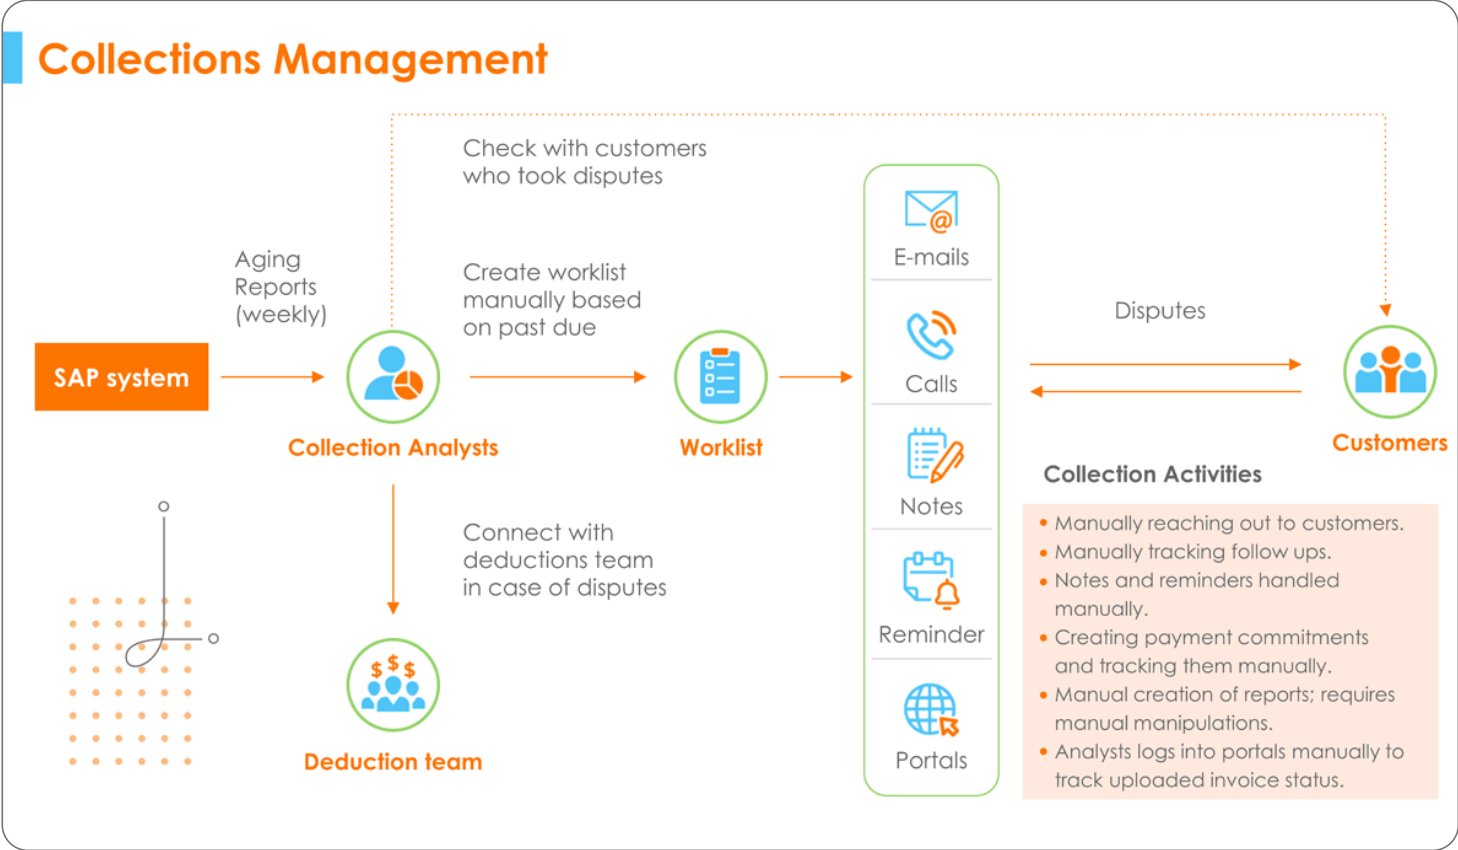 Collections Management
Check with customers
who took disputes
Aging
Reports
(weekly)
Create worklist
manually based
on past due
SAP system
Collection Analysts
Worklist
Connect with
deductions team
in case of disputes
Deduction team
E-mails
Calls
Notes
Reminder
Portals
Disputes
Customers
Collection Activities
• Manually reaching out to customers.
• Manually tracking follow ups.
• Notes and reminders handled
manually.
• Creating payment commitments
and tracking them manually.
• Manual creation of reports; requires
manual manipulations.
• Analysts logs into portals manually to
track uploaded invoice status.